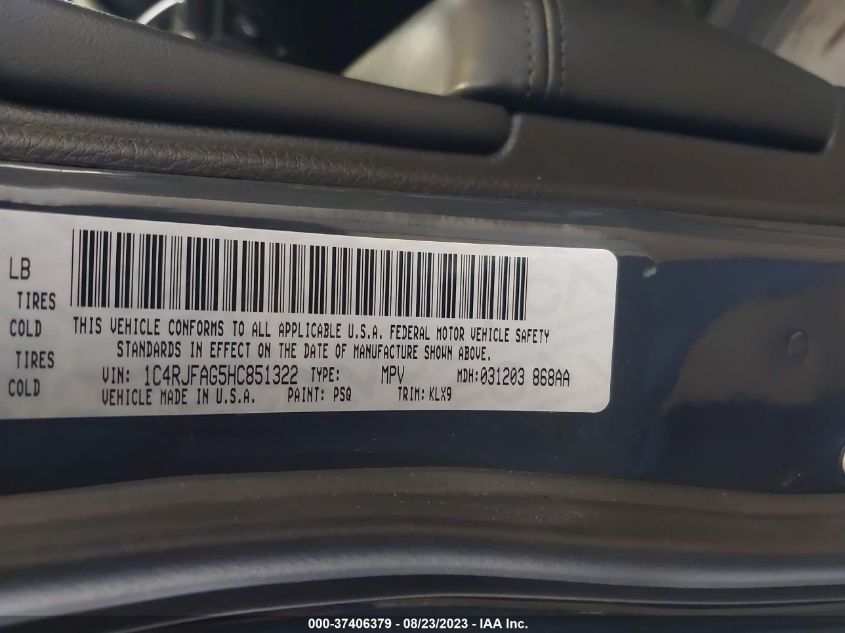 LB
TIRES
COLD
TIRES
COLD
THIS VEHICLE CONFORMS TO ALL APPLICABLE U.S.A. FEDERAL MOTOR VEHICLE SAFETY
STANDARDS IN EFFECT ON THE DATE OF MANUFACTURE SHOWN ABOVE.
VIN: 1C4RJFAG5HC851322 TYPE: MPV MDH: 031203 868AA
VEHICLE MADE IN U.S.A. PAINT: PSQ TRIM: KLX9
000-37406379 - 08/23/2023 - IAA Inc.